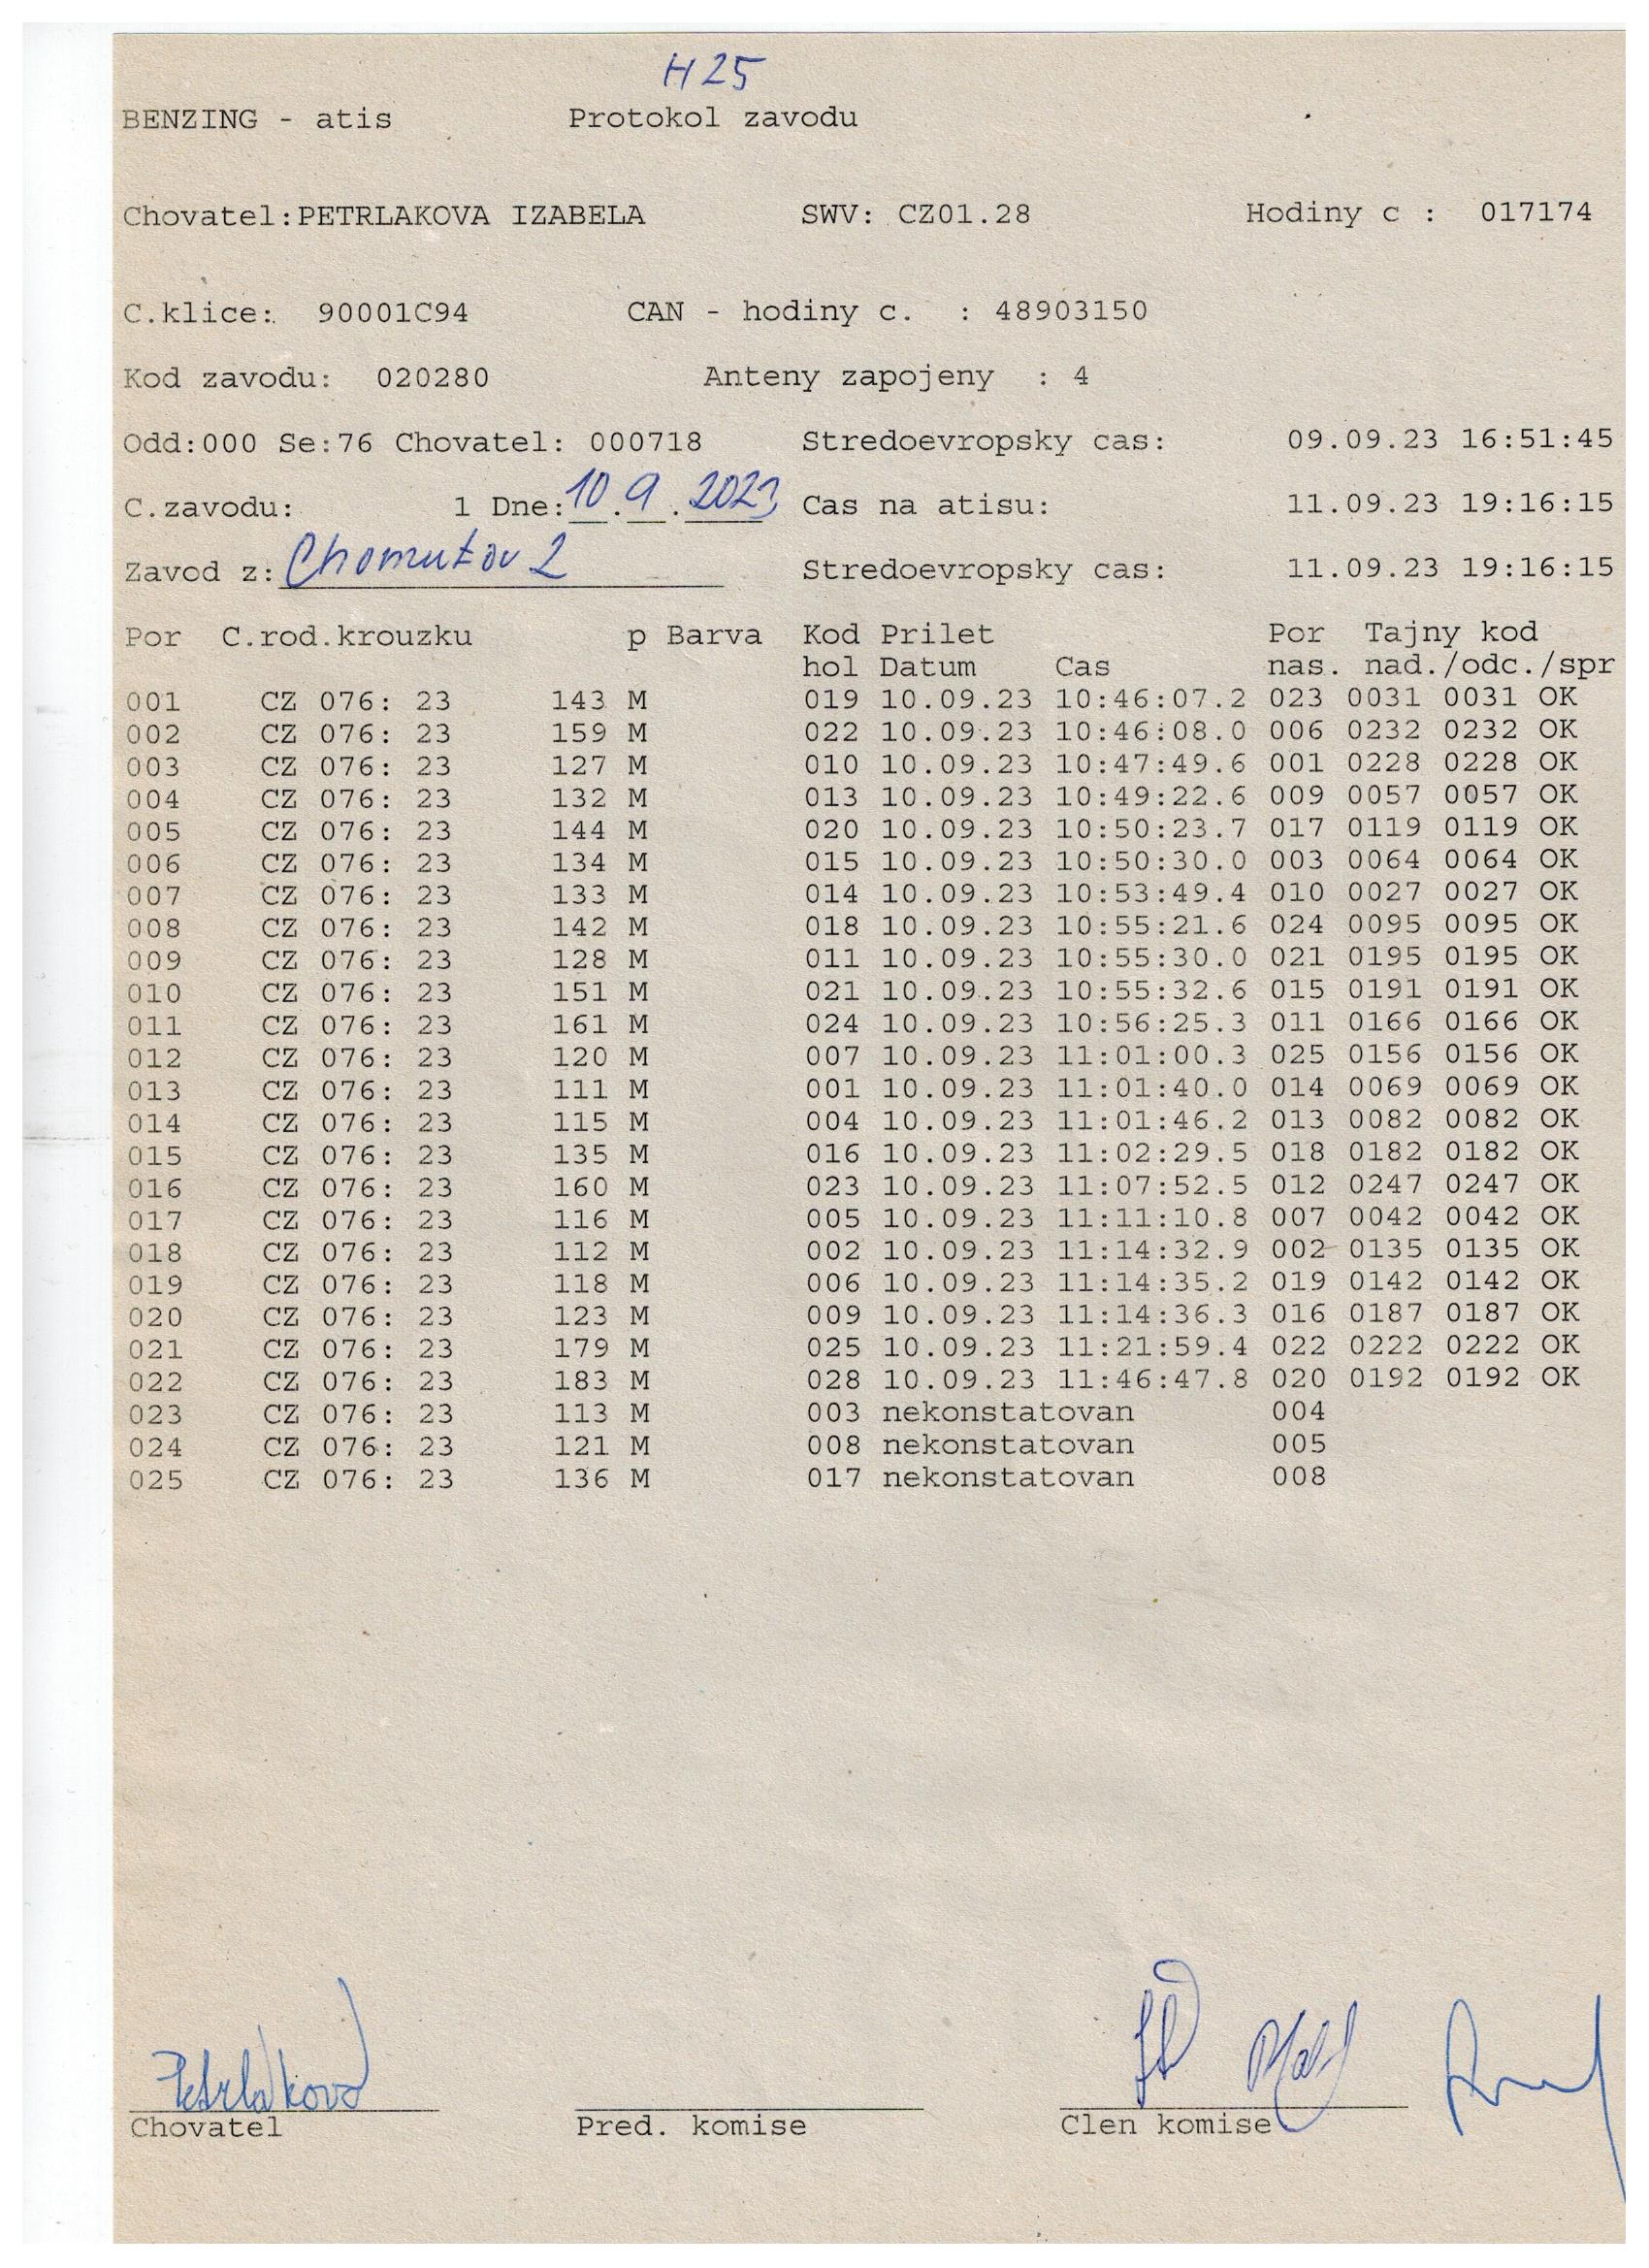 H 25
BENZING - atis Protokol zavodu
Chovatel:PETRLAKOVA IZABELA SWV: CZ01.28 Hodiny c : 017174
C.klice: 90001C94 CAN - hodiny c. : 48903150
Kod zavodu: 020280 Anteny zapojeny : 4
Odd:000 Se:76 Chovatel: 000718 Stredoevropsky cas: 09.09.23 16:51:45
C.zavodu: 1 Dne:10.9.2023 Cas na atisu: 11.09.23 19:16:15
Zavod z: Chomutov 2 Stredoevropsky cas: 11.09.23 19:16:15
Por C.rod.krouzku p Barva Kod Prilet Por Tajny kod
hol Datum Cas nas. nad./odc./spr
001 CZ 076: 23 143 M 019 10.09.23 10:46:07.2 023 0031 0031 OK
002 CZ 076: 23 159 M 022 10.09.23 10:46:08.0 006 0232 0232 OK
003 CZ 076: 23 127 M 010 10.09.23 10:47:49.6 001 0228 0228 OK
004 CZ 076: 23 132 M 013 10.09.23 10:49:22.6 009 0057 0057 OK
005 CZ 076: 23 144 M 020 10.09.23 10:50:23.7 017 0119 0119 OK
006 CZ 076: 23 134 M 015 10.09.23 10:50:30.0 003 0064 0064 OK
007 CZ 076: 23 133 M 014 10.09.23 10:53:49.4 010 0027 0027 OK
008 CZ 076: 23 142 M 018 10.09.23 10:55:21.6 024 0095 0095 OK
009 CZ 076: 23 128 M 011 10.09.23 10:55:30.0 021 0195 0195 OK
010 CZ 076: 23 151 M 021 10.09.23 10:55:32.6 015 0191 0191 OK
011 CZ 076: 23 161 M 024 10.09.23 10:56:25.3 011 0166 0166 OK
012 CZ 076: 23 120 M 007 10.09.23 11:01:00.3 025 0156 0156 OK
013 CZ 076: 23 111 M 001 10.09.23 11:01:40.0 014 0069 0069 OK
014 CZ 076: 23 115 M 004 10.09.23 11:01:46.2 013 0082 0082 OK
015 CZ 076: 23 135 M 016 10.09.23 11:02:29.5 018 0182 0182 OK
016 CZ 076: 23 160 M 023 10.09.23 11:07:52.5 012 0247 0247 OK
017 CZ 076: 23 116 M 005 10.09.23 11:11:10.8 007 0042 0042 OK
018 CZ 076: 23 112 M 002 10.09.23 11:14:32.9 002 0135 0135 OK
019 CZ 076: 23 118 M 006 10.09.23 11:14:35.2 019 0142 0142 OK
020 CZ 076: 23 123 M 009 10.09.23 11:14:36.3 016 0187 0187 OK
021 CZ 076: 23 179 M 025 10.09.23 11:21:59.4 022 0222 0222 OK
022 CZ 076: 23 183 M 028 10.09.23 11:46:47.8 020 0192 0192 OK
023 CZ 076: 23 113 M 003 nekonstatovan 004
024 CZ 076: 23 121 M 008 nekonstatovan 005
025 CZ 076: 23 136 M 017 nekonstatovan 008
Petrlakova
Chovatel Pred. komise Clen komise